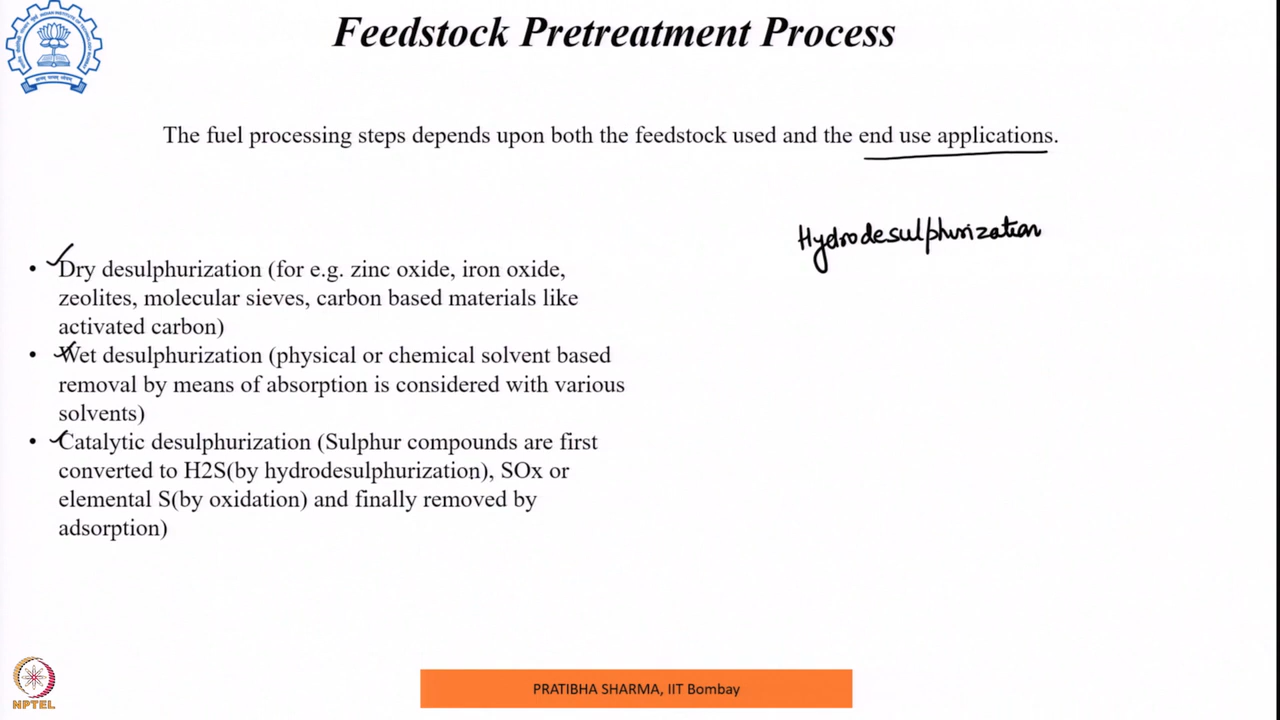 Feedstock Pretreatment Process
The fuel processing steps depends upon both the feedstock used and the end use applications.
Hydrodesulphurization
• Dry desulphurization (for e.g. zinc oxide, iron oxide,
zeolites, molecular sieves, carbon based materials like
activated carbon)
• Wet desulphurization (physical or chemical solvent based
removal by means of absorption is considered with various
solvents)
• Catalytic desulphurization (Sulphur compounds are first
converted to H2S(by hydrodesulphurization), SOx or
elemental S(by oxidation) and finally removed by
adsorption)
PRATIBHA SHARMA, IIT Bombay
NPTEL